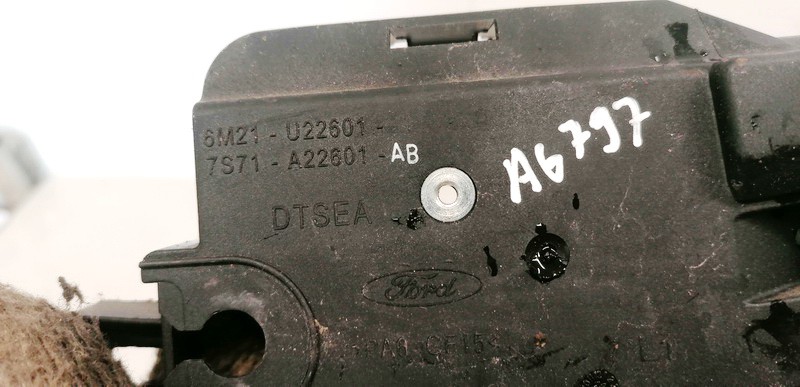 6M21 - U22601 -
7S71 - A22601 - AB
A6797
DTSEA
Ford